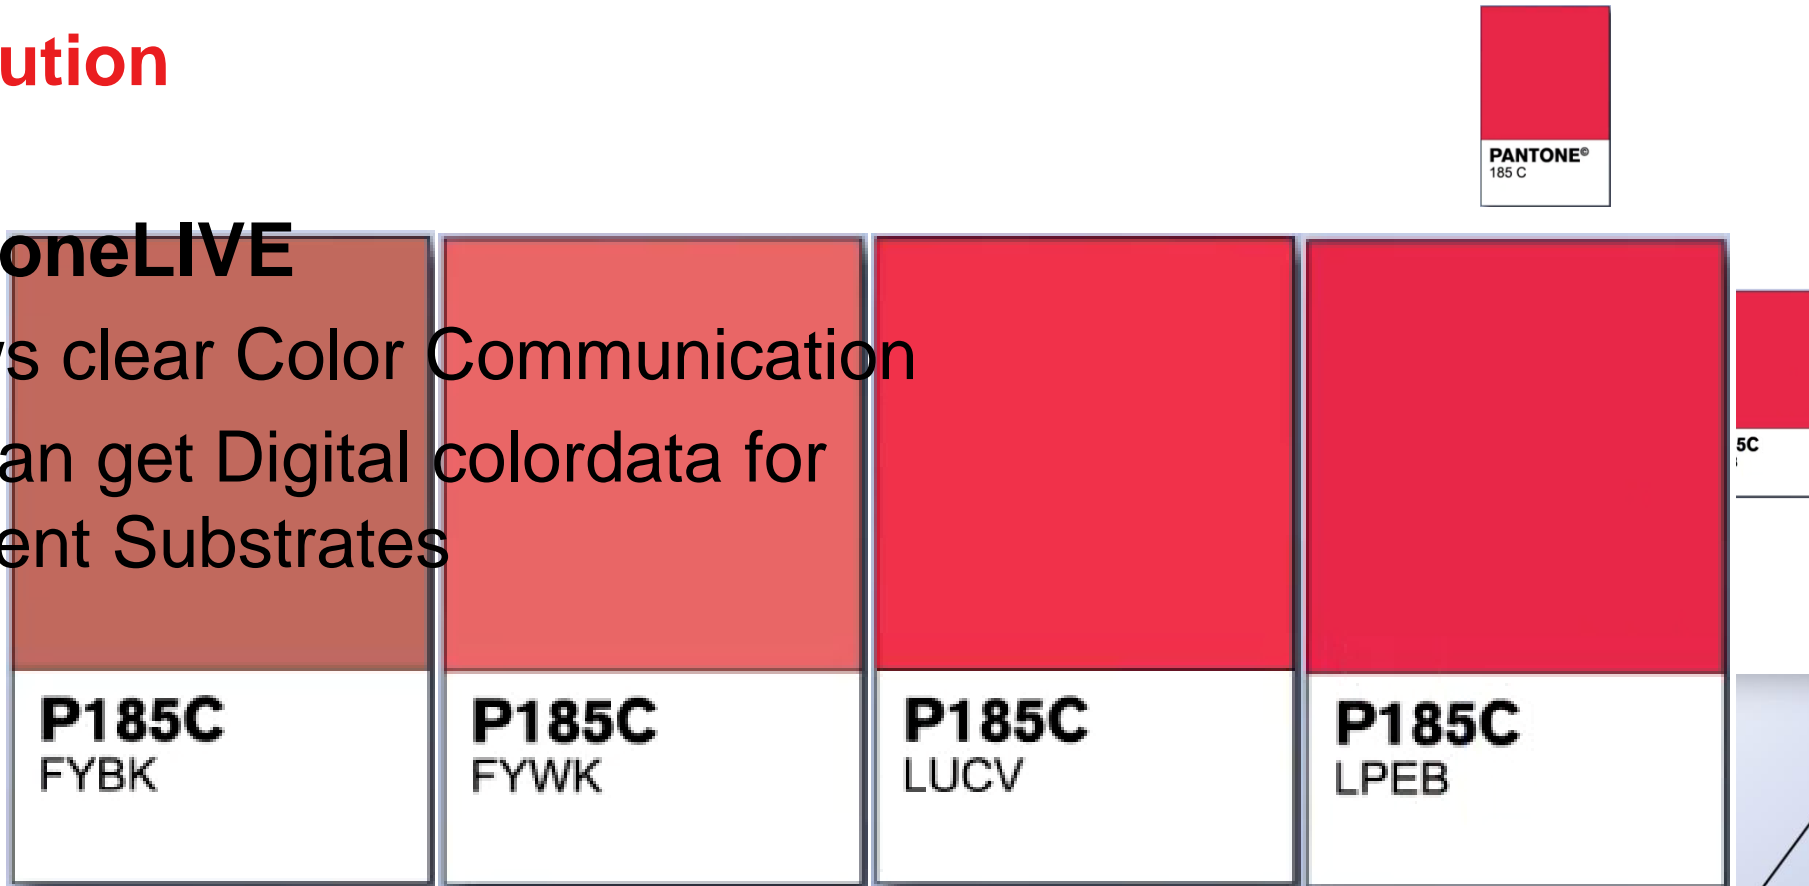 ution
PANTONE©
185 C
oneLIVE
s clear Color Communication
an get Digital colordata for
ent Substrates
5C
P185C
FYBK
P185C
FYWK
P185C
LUCV
P185C
LPEB